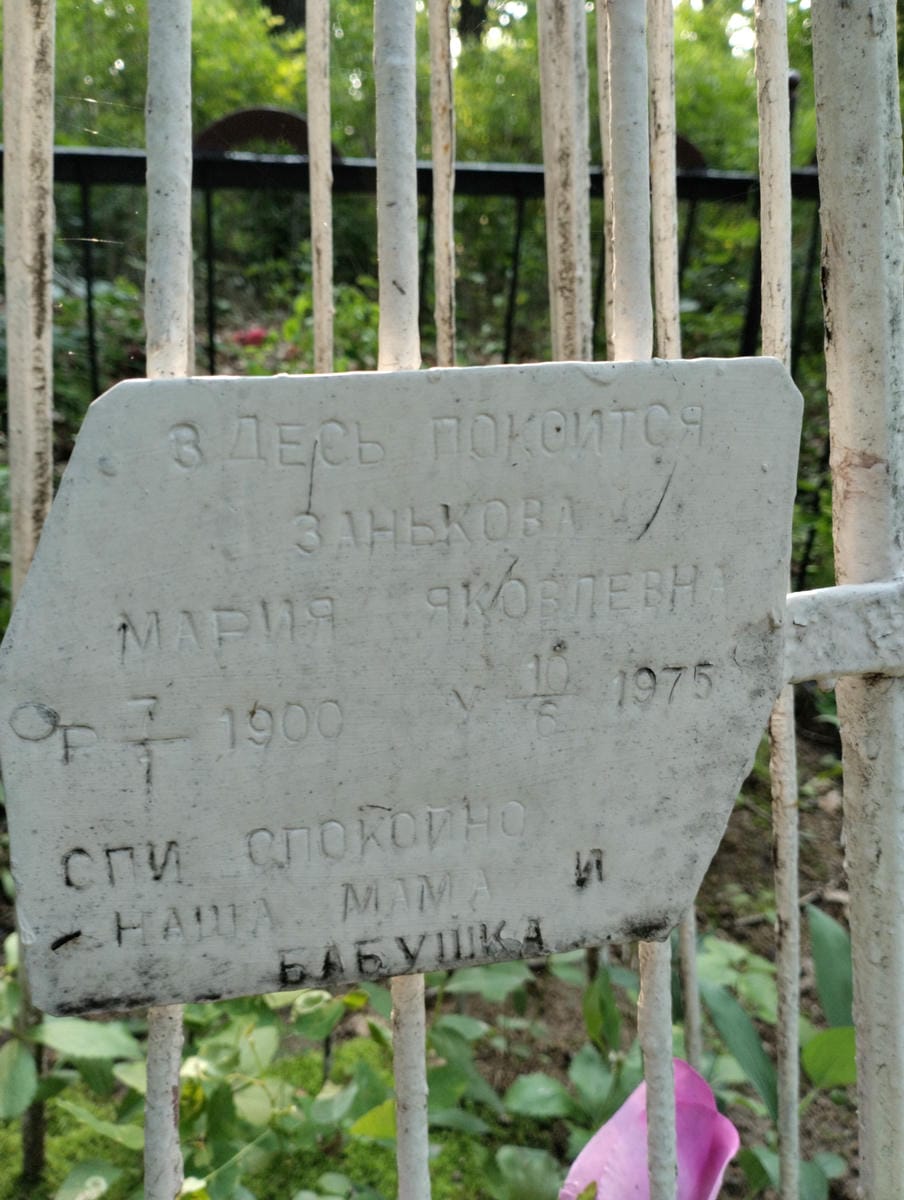 ЗДЕСЬ ПОКОИТСЯ
ЗАНЬКОВА
МАРИЯ ЯКОВЛЕВНА
Р 7/1 1900 У 10/6 1975
СПИ СПОКОЙНО
НАША МАМА И
БАБУШКА